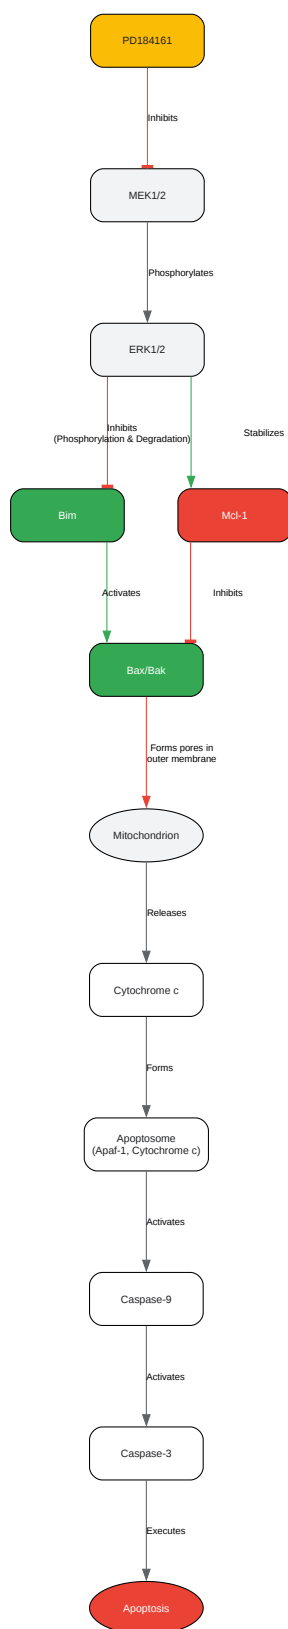 PD184161
Inhibits
MEK1/2
Phosphorylates
ERK1/2
Inhibits
(Phosphorylation & Degradation)
Stabilizes
Bim
Mcl-1
Activates
Inhibits
Bax/Bak
Forms pores in
outer membrane
Mitochondrion
Releases
Cytochrome c
Forms
Apoptosome
(Apaf-1, Cytochrome c)
Activates
Caspase-9
Activates
Caspase-3
Executes
Apoptosis